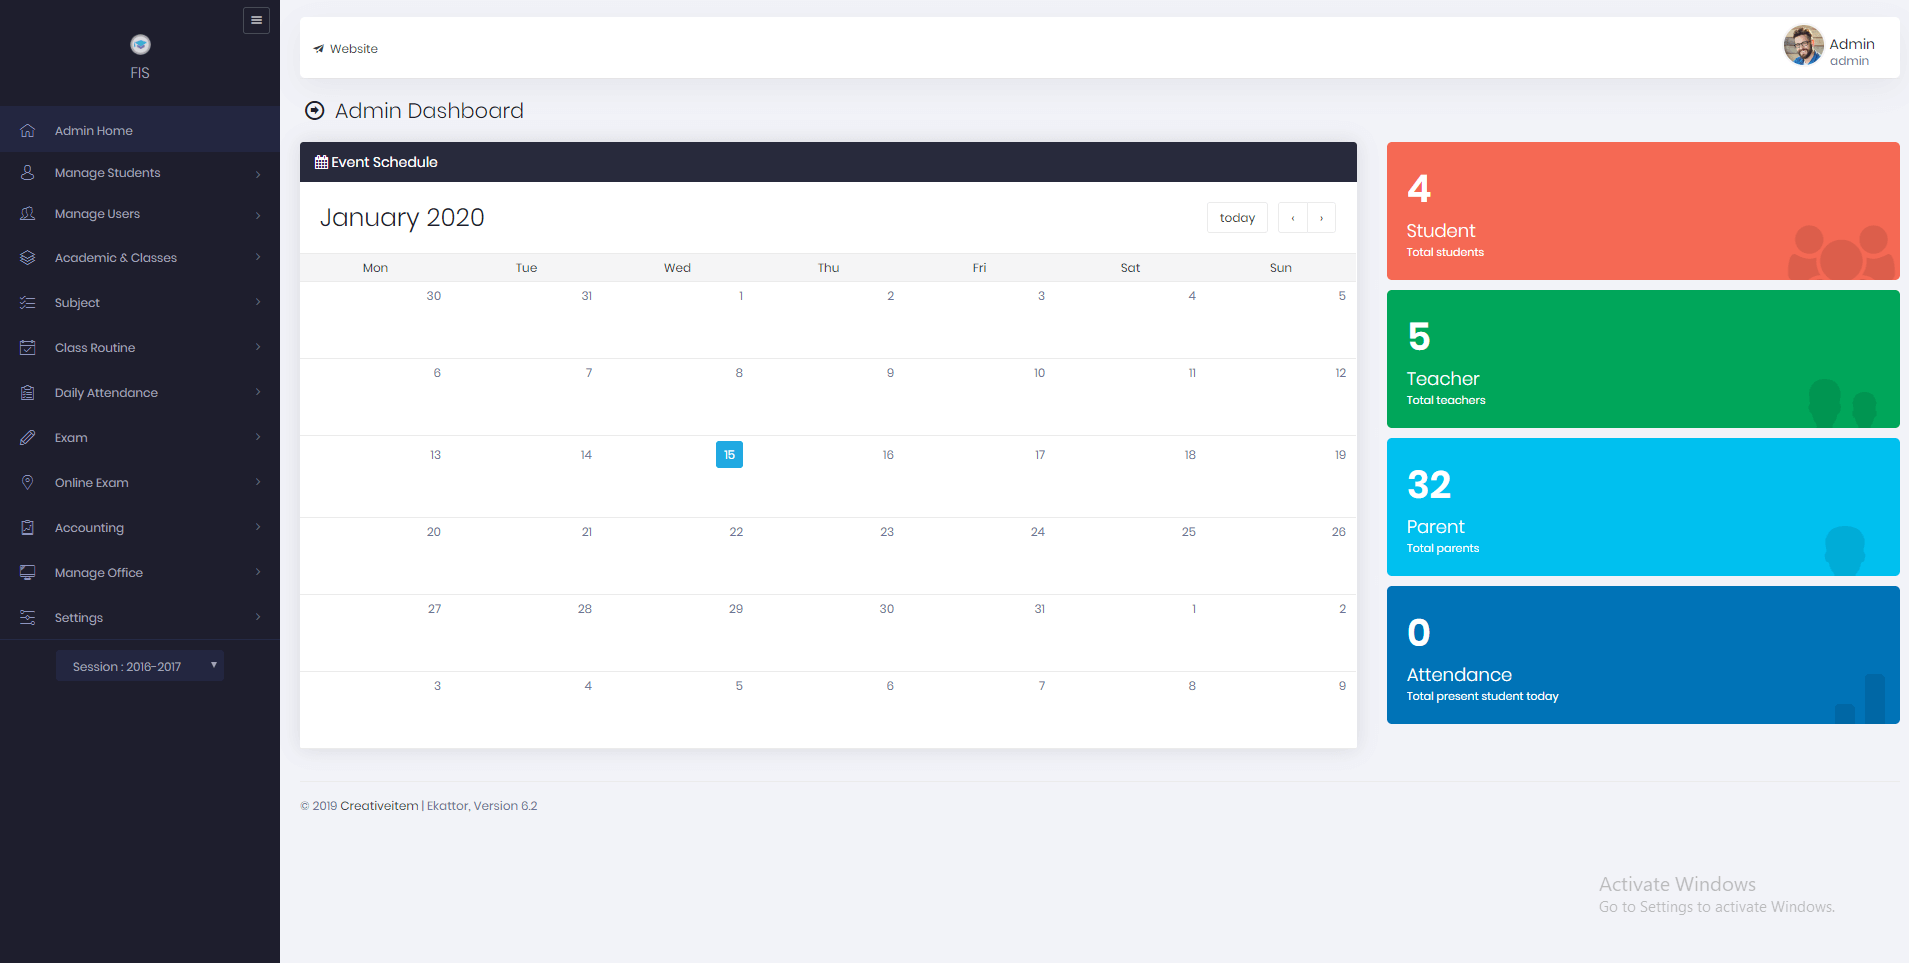 FIS
Admin Home
Manage Students
Manage Users
Academic & Classes
Subject
Class Routine
Daily Attendance
Exam
Online Exam
Accounting
Manage Office
Settings
Session : 2016-2017
Website
Admin
admin
Admin Dashboard
Event Schedule
January 2020
today
‹ ›
Mon Tue Wed Thu Fri Sat Sun
30 31 1 2 3 4 5
6 7 8 9 10 11 12
13 14 15 16 17 18 19
20 21 22 23 24 25 26
27 28 29 30 31 1 2
3 4 5 6 7 8 9
4
Student
Total students
5
Teacher
Total teachers
32
Parent
Total parents
0
Attendance
Total present student today
© 2019 Creativeitem | Ekattor, Version 6.2
Activate Windows
Go to Settings to activate Windows.